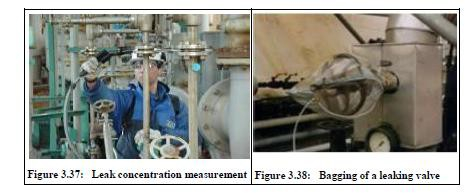 Figure 3.37: Leak concentration measurement
Figure 3.38: Bagging of a leaking valve